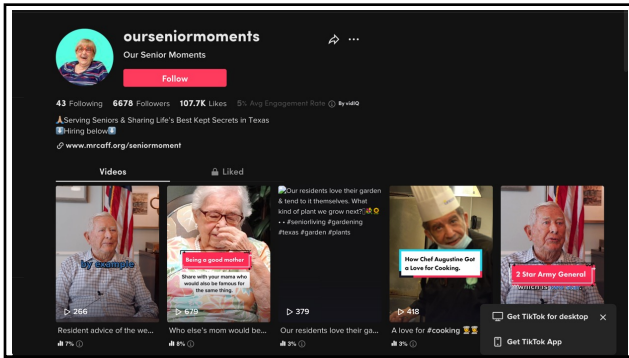 ourseniormoments
Our Senior Moments
Follow
43 Following 6678 Followers 107.7K Likes 5% Avg Engagement Rate By vidIQ
🙏🏽Serving Seniors & Sharing Life's Best Kept Secrets in Texas
⬇️Hiring below⬇️
www.mrcaff.org/seniormoment
Videos
Liked
by example
266
Resident advice of the we...
7%
Being a good mother
Share with your mama who
would also be famous for
the same thing.
679
Who else's mom would be...
8%
Our residents love their garden
& tend to it themselves. What
kind of plant we grow next?🌿🌻
• • #seniorliving #gardening
#texas #garden #plants
379
Our residents love their ga...
3%
How Chef Augustine Got
a Love for Cooking.
418
A love for #cooking 👨‍🍳👨‍🍳
3%
2 Star Army General
which is
Get TikTok for desktop
Get TikTok App